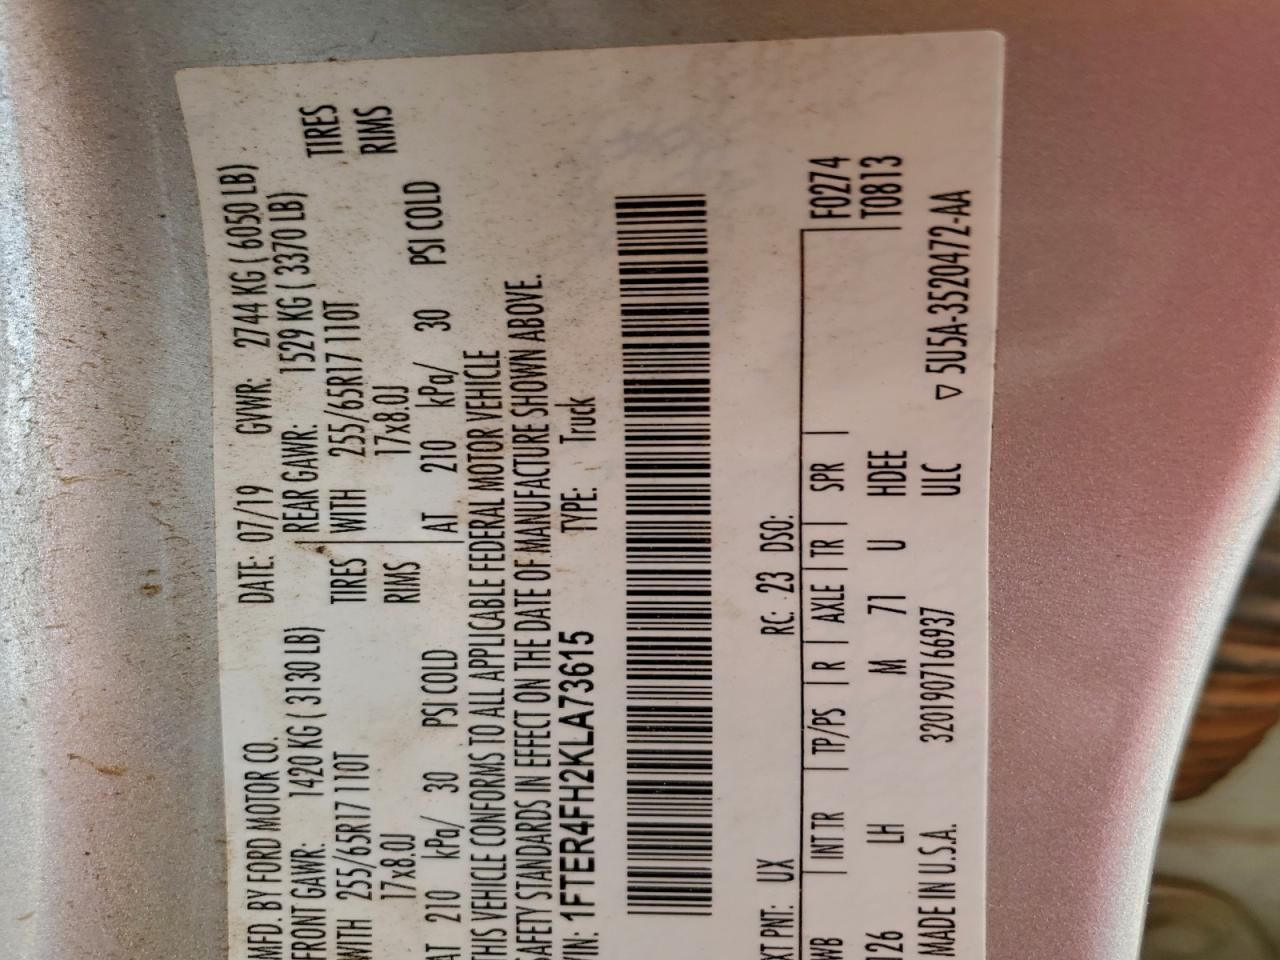 MFD. BY FORD MOTOR CO. DATE: 07/19 GVWR: 2744 KG ( 6050 LB)
FRONT GAWR: 1420 KG ( 3130 LB) REAR GAWR: 1529 KG ( 3370 LB)
WITH 255/65R17 110T TIRES WITH 255/65R17 110T TIRES
17x8.0J RIMS 17x8.0J RIMS
AT 210 kPa/ 30 PSI COLD AT 210 kPa/ 30 PSI COLD
THIS VEHICLE CONFORMS TO ALL APPLICABLE FEDERAL MOTOR VEHICLE
SAFETY STANDARDS IN EFFECT ON THE DATE OF MANUFACTURE SHOWN ABOVE.
VIN: 1FTER4FH2KLA73615 TYPE: Truck
XT PNT: UX RC: 23 DSO:
WB INT TR TP/PS R AXLE TR SPR F0274
126 LH M 71 U HDEE T0813
MADE IN U.S.A. 3201907166937 ULC ▽ 5U5A-3520472-AA